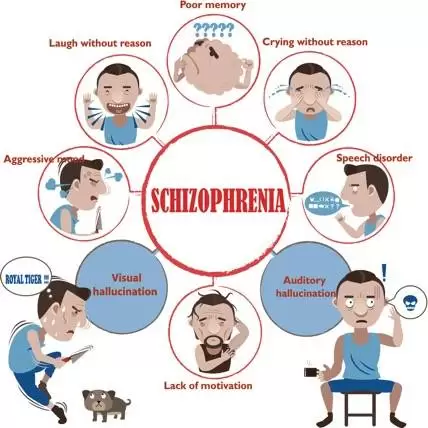 Poor memory
?????
Laugh without reason
Crying without reason
Aggressive mood
Speech disorder
SCHIZOPHRENIA
Visual
hallucination
Auditory
hallucination
ROYAL TIGER !!!
!
Lack of motivation